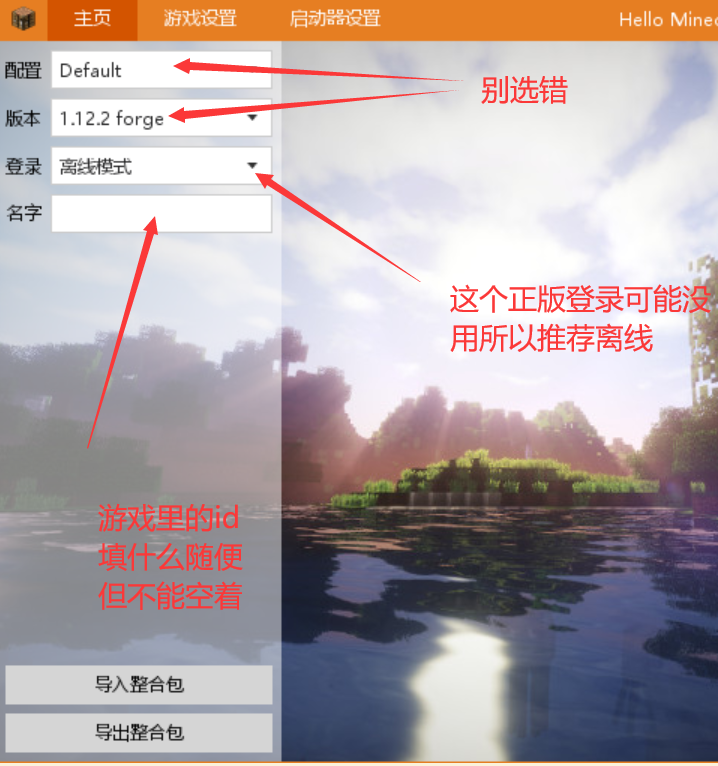 主页 游戏设置 启动器设置 Hello Minec
配置 Default
别选错
版本 1.12.2 forge
登录 离线模式
名字
这个正版登录可能没
用所以推荐离线
游戏里的id
填什么随便
但不能空着
导入整合包
导出整合包